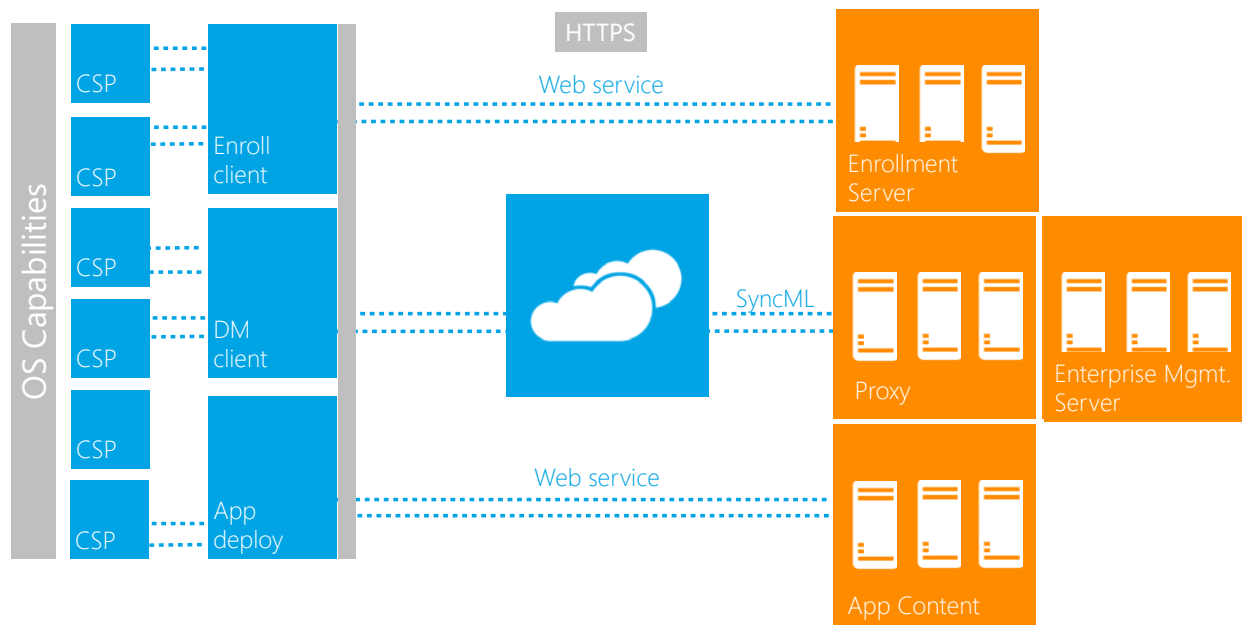 OS Capabilities
CSP
CSP
CSP
CSP
CSP
CSP
Enroll
client
DM
client
App
deploy
HTTPS
Web service
SyncML
Web service
Enrollment
Server
Proxy
Enterprise Mgmt.
Server
App Content